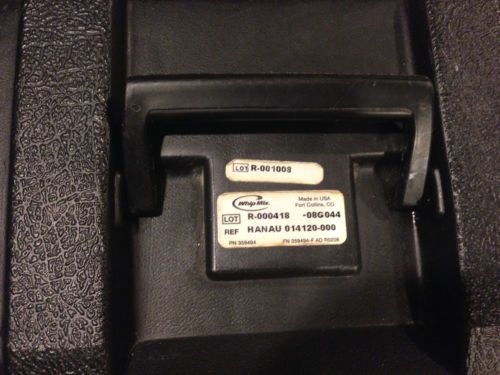 LOT R-001008
Whip Mix
Made in USA
Fort Collins, CO
LOT R-000418 -08G044
REF HANAU 014120-000
PN 359494 FN 359494-F AD R0208